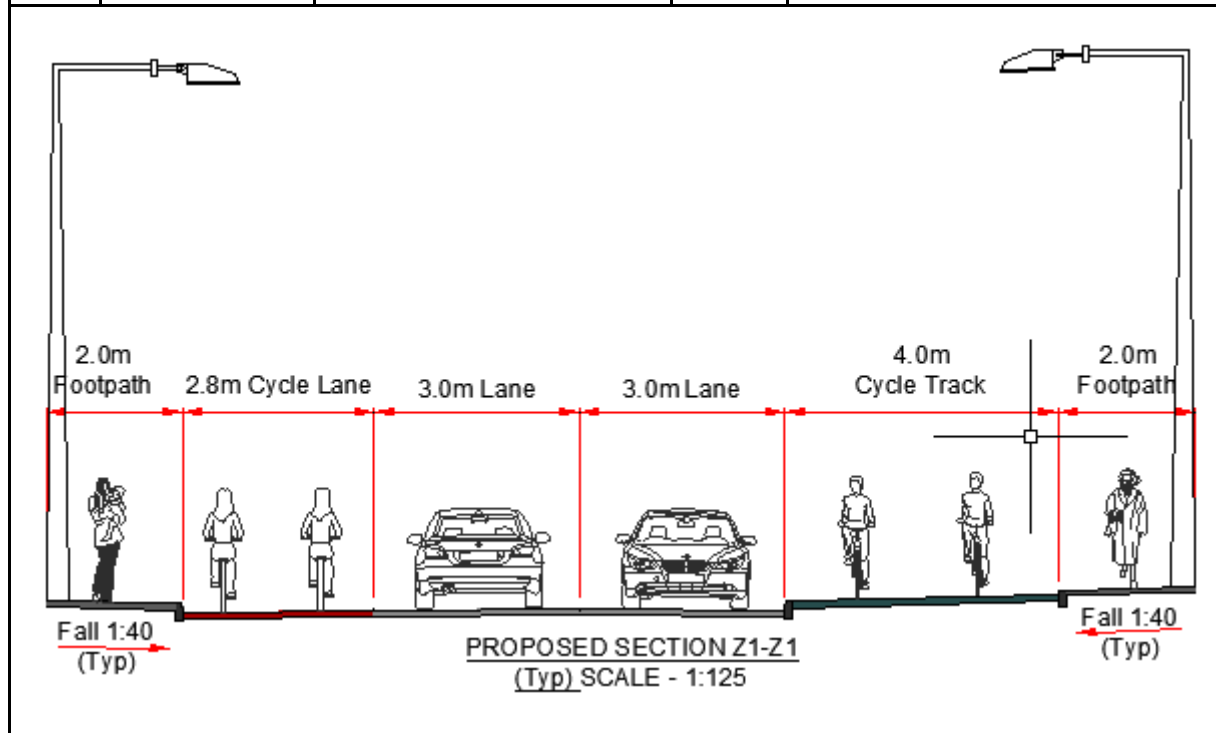 2.0m
Footpath
2.8m Cycle Lane
3.0m Lane
3.0m Lane
4.0m
Cycle Track
2.0m
Footpath
Fall 1:40
(Typ)
PROPOSED SECTION Z1-Z1
(Typ) SCALE - 1:125
Fall 1:40
(Typ)